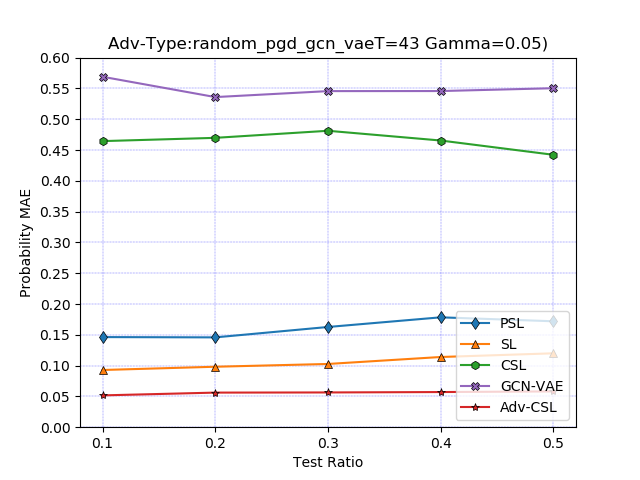 Adv-Type:random_pgd_gcn_vaeT=43 Gamma=0.05)
0.60
0.55
0.50
0.45
0.40
0.35
0.30
0.25
0.20
0.15
0.10
0.05
0.00
Probability MAE
PSL
SL
CSL
GCN-VAE
Adv-CSL
0.1 0.2 0.3 0.4 0.5
Test Ratio